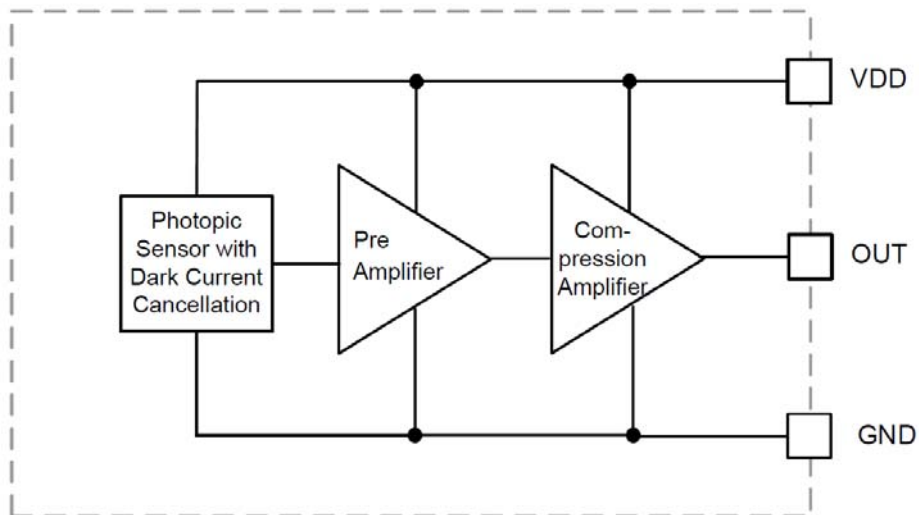 VDD
Photopic
Sensor with
Dark Current
Cancellation
Pre
Amplifier
Com-
pression
Amplifier
OUT
GND